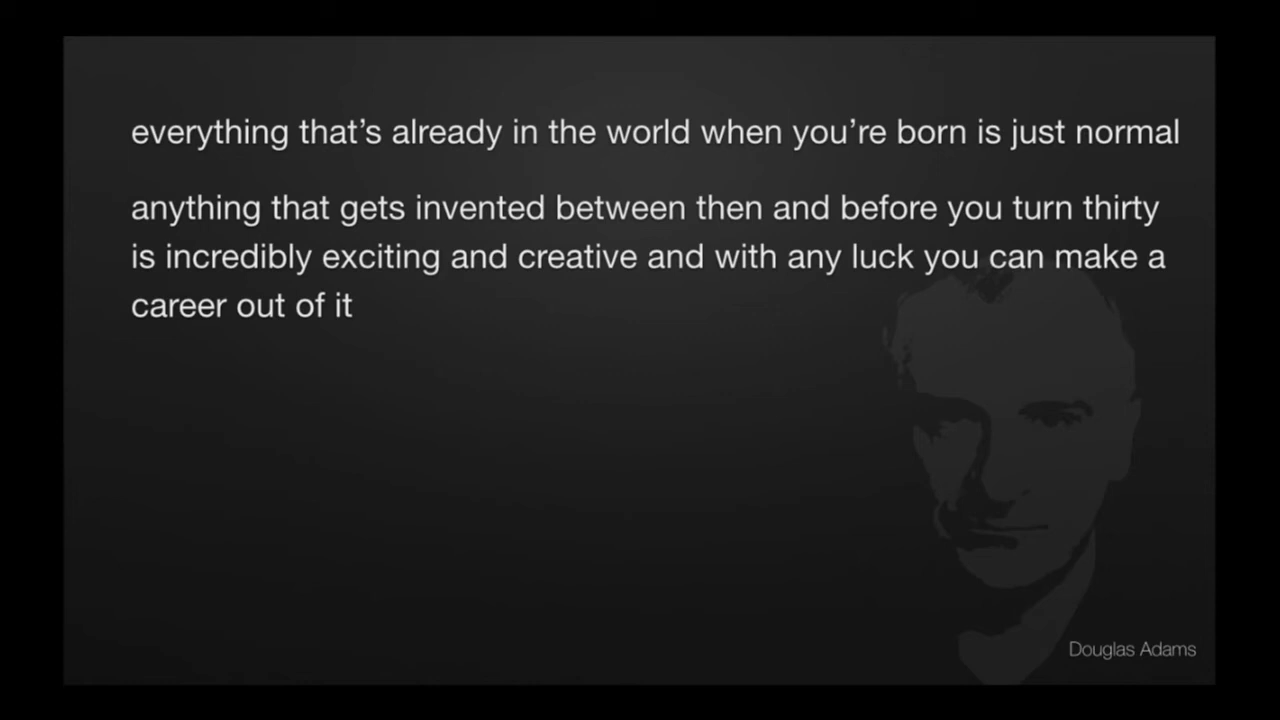 everything that’s already in the world when you’re born is just normal
anything that gets invented between then and before you turn thirty
is incredibly exciting and creative and with any luck you can make a
career out of it
Douglas Adams